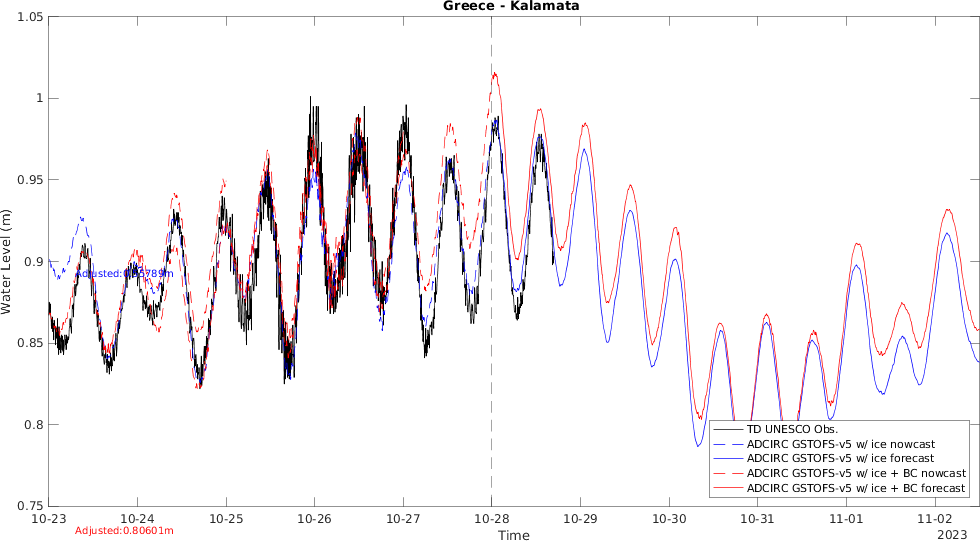 Greece - Kalamata
1.05
1
0.95
0.9
0.85
0.8
0.75
Water Level (m)
10-23
10-24
10-25
10-26
10-27
10-28
10-29
10-30
10-31
11-01
11-02
Time
2023
Adjusted:0.80601m
TD UNESCO Obs.
ADCIRC GSTOFS-v5 w/ ice nowcast
ADCIRC GSTOFS-v5 w/ ice forecast
ADCIRC GSTOFS-v5 w/ ice + BC nowcast
ADCIRC GSTOFS-v5 w/ ice + BC forecast